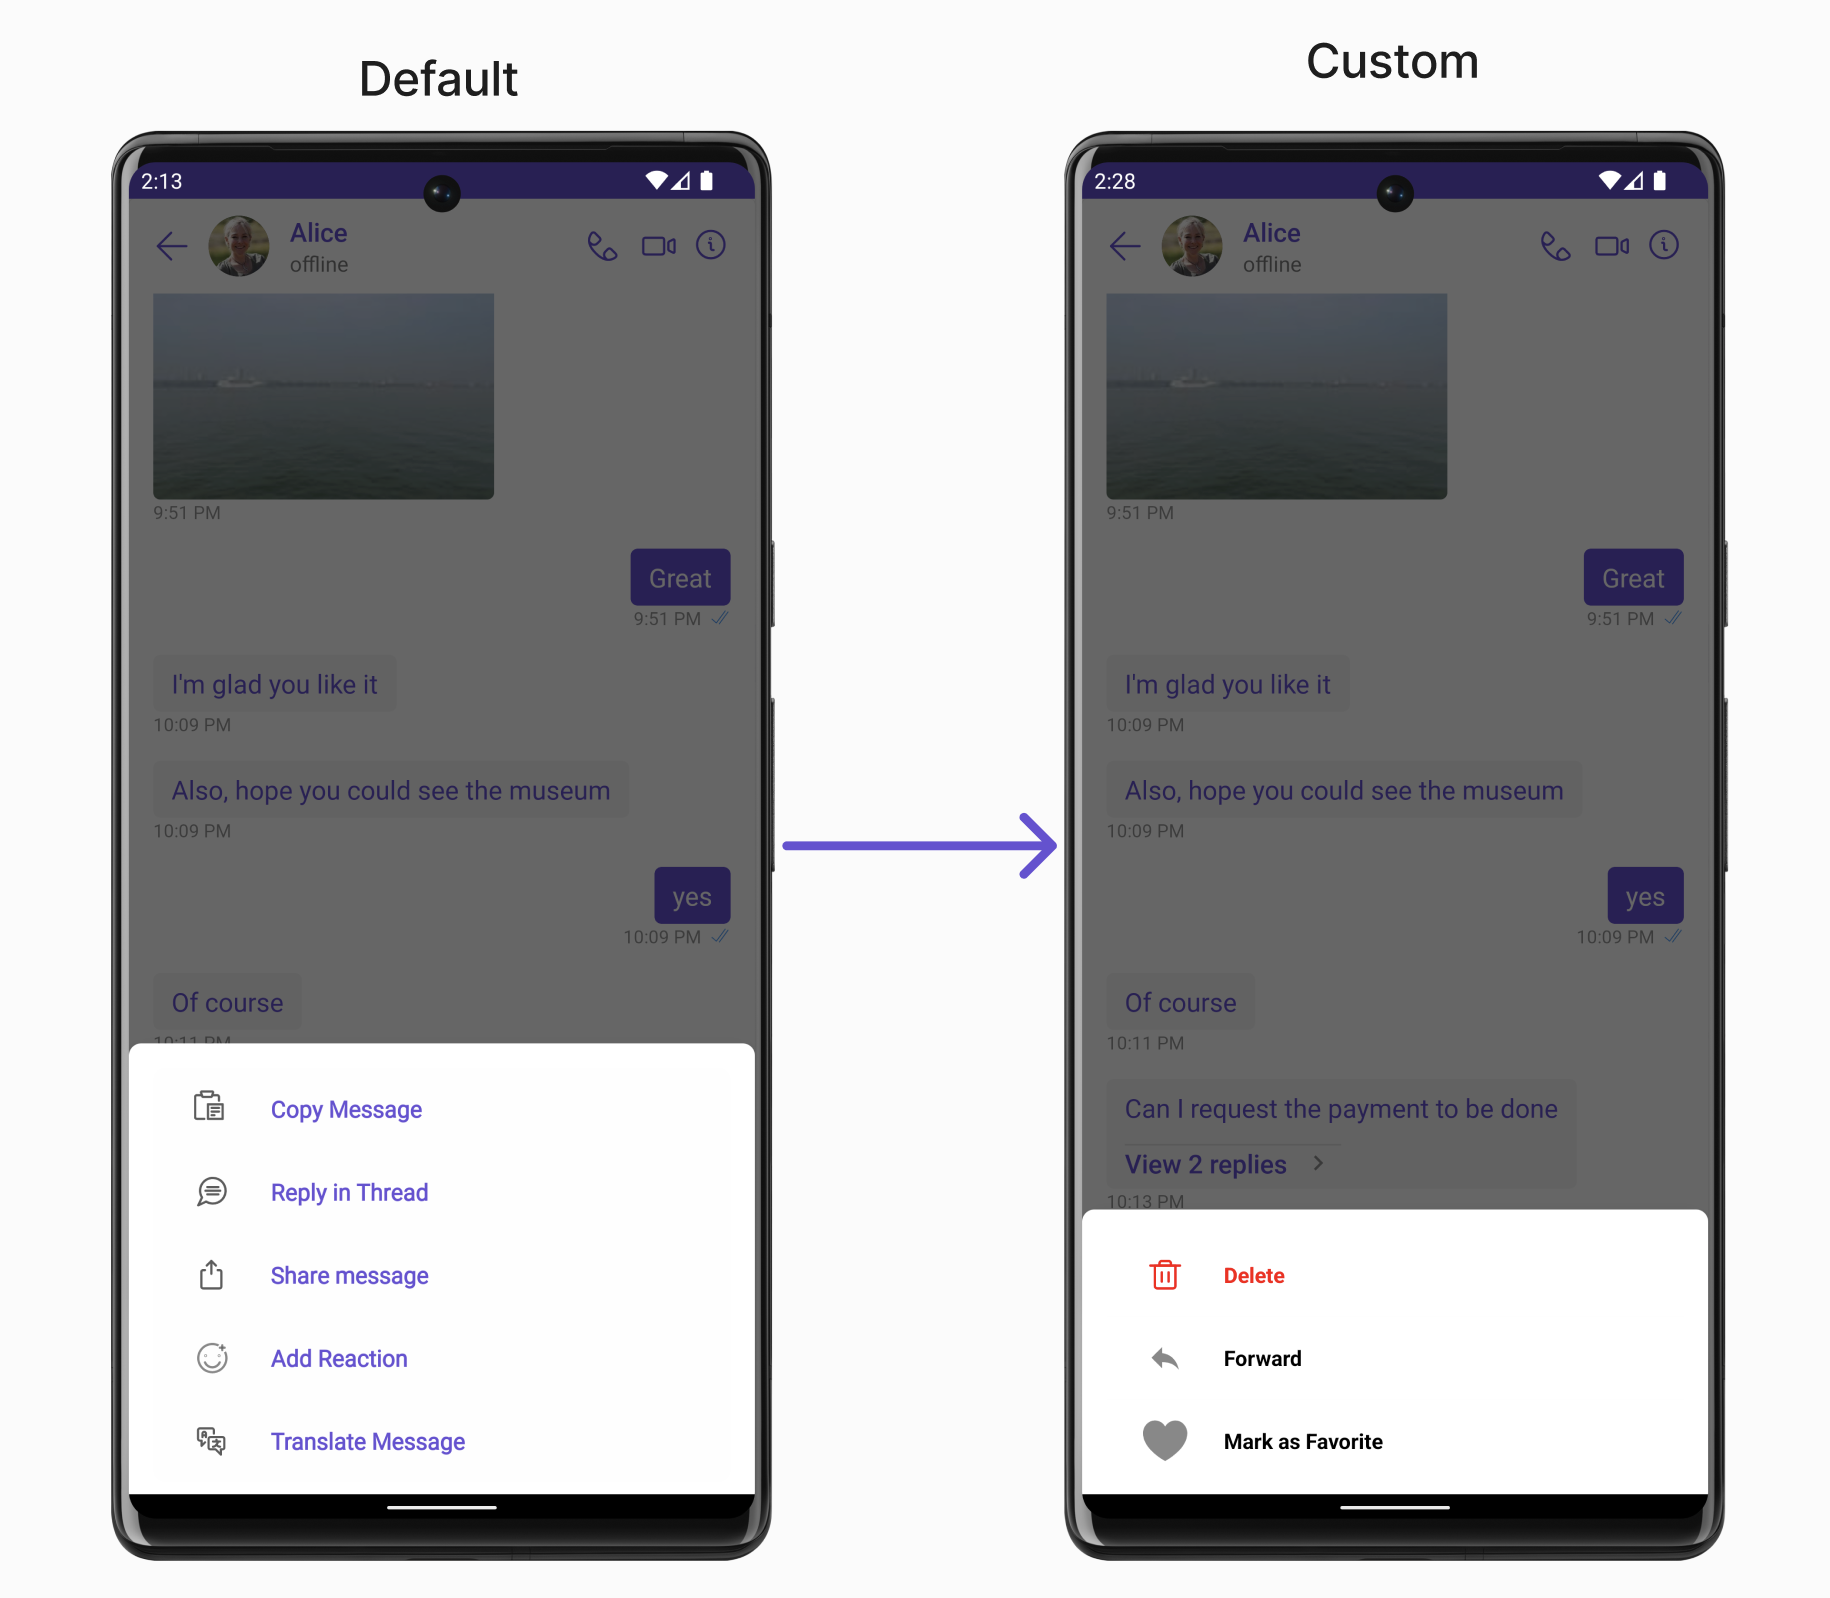 Default
2:13
Alice
offline
9:51 PM
Great
9:51 PM
I'm glad you like it
10:09 PM
Also, hope you could see the museum
10:09 PM
yes
10:09 PM
Of course
10:11 PM
Copy Message
Reply in Thread
Share message
Add Reaction
Translate Message
Custom
2:28
Alice
offline
9:51 PM
Great
9:51 PM
I'm glad you like it
10:09 PM
Also, hope you could see the museum
10:09 PM
yes
10:09 PM
Of course
10:11 PM
Can I request the payment to be done
View 2 replies
10:13 PM
Delete
Forward
Mark as Favorite